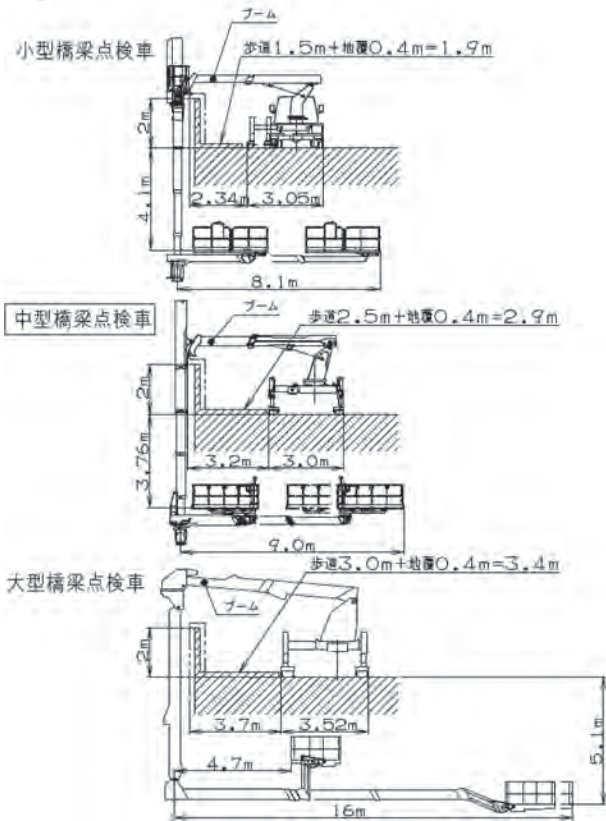 ブーム
小型橋梁点検車
歩道1.5m+地覆0.4m=1.9m
2m
4.1m
2.34m
3.05m
8.1m
ブーム
中型橋梁点検車
歩道2.5m+地覆0.4m=2.9m
2m
3.76m
3.2m
3.0m
9.0m
歩道3.0m+地覆0.4m=3.4m
大型橋梁点検車
ブーム
2m
3.7m
3.52m
4.7m
5.1m
16m